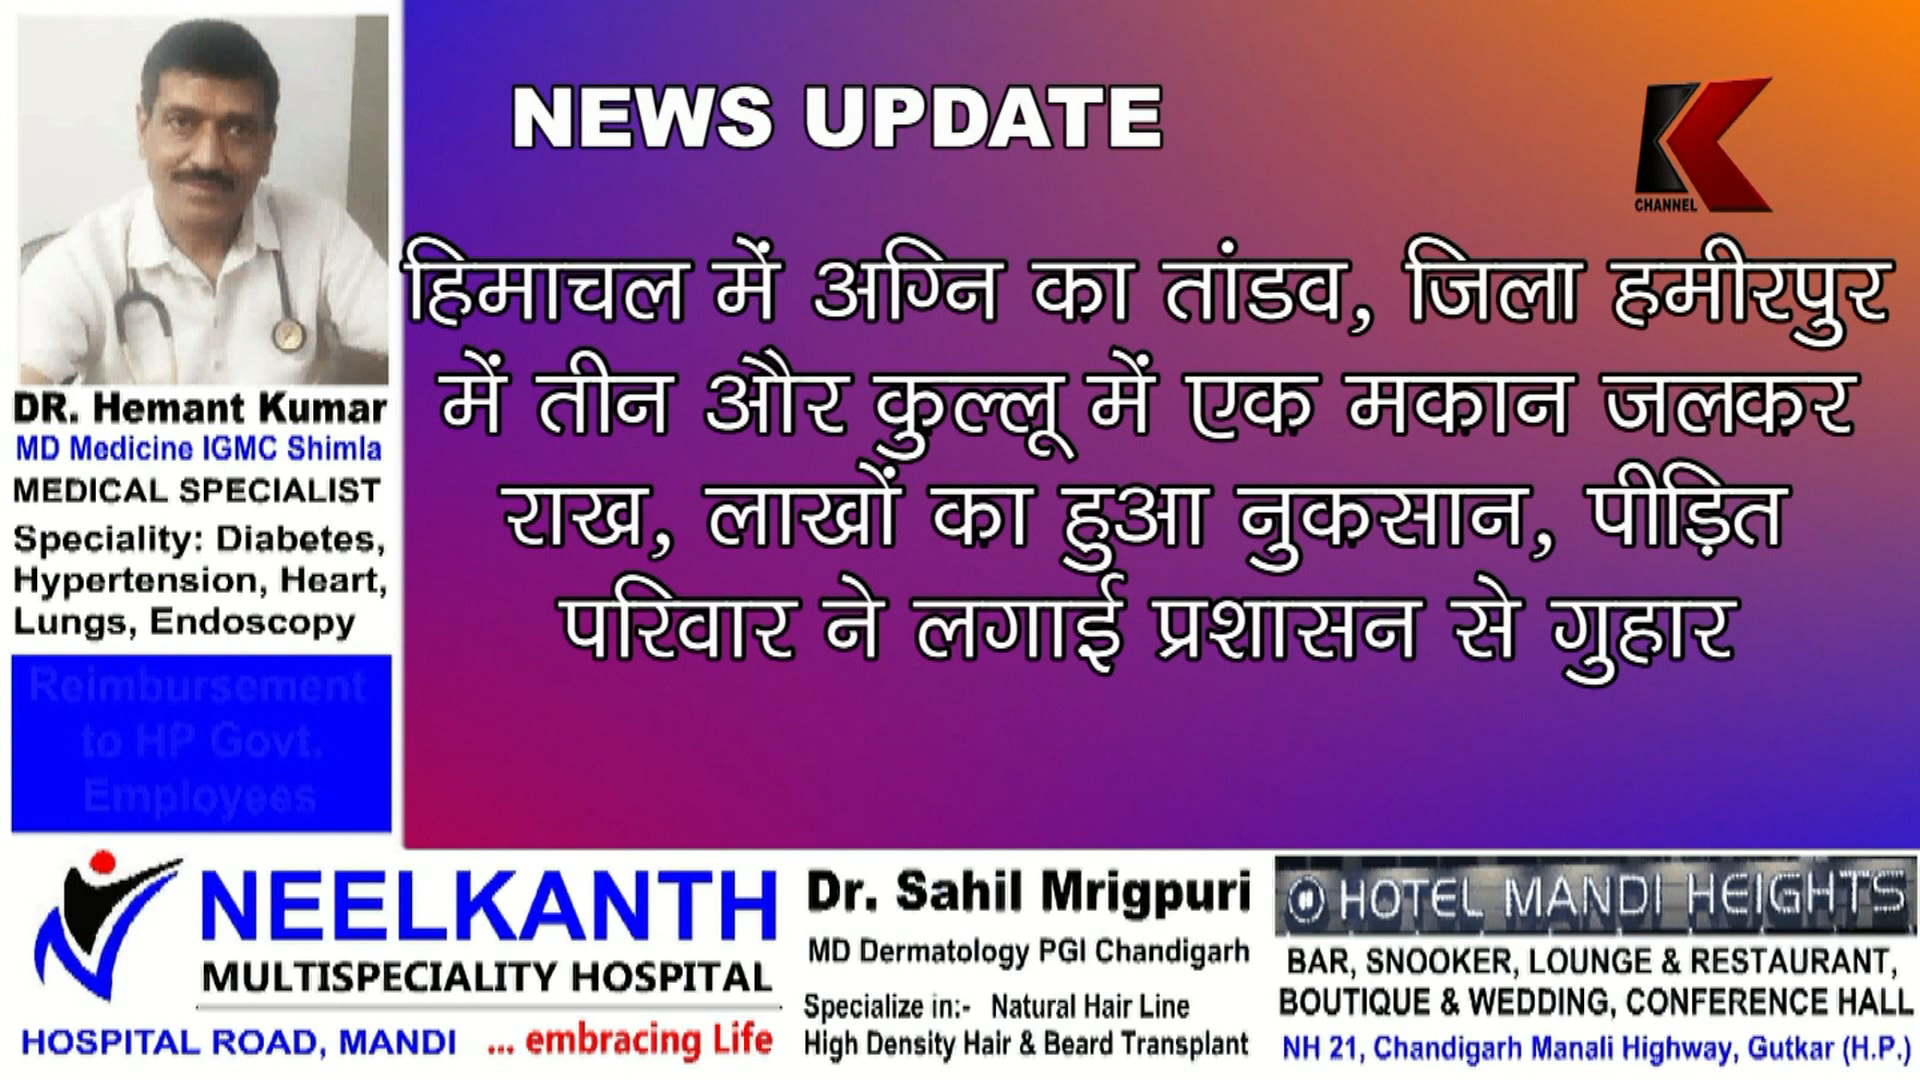 NEWS UPDATE
CHANNEL
हिमाचल में अग्नि का तांडव, जिला हमीरपुर
में तीन और कुल्लू में एक मकान जलकर
राख, लाखों का हुआ नुकसान, पीड़ित
परिवार ने लगाई प्रशासन से गुहार
DR. Hemant Kumar
MD Medicine IGMC Shimla
MEDICAL SPECIALIST
Speciality: Diabetes,
Hypertension, Heart,
Lungs, Endoscopy
Reimbursement
to HP Govt.
Employees
NEELKANTH
MULTISPECIALITY HOSPITAL
HOSPITAL ROAD, MANDI ... embracing Life
Dr. Sahil Mrigpuri
MD Dermatology PGI Chandigarh
Specialize in:- Natural Hair Line
High Density Hair & Beard Transplant
@ HOTEL MANDI HEIGHTS
BAR, SNOOKER, LOUNGE & RESTAURANT,
BOUTIQUE & WEDDING, CONFERENCE HALL
NH 21, Chandigarh Manali Highway, Gutkar (H.P.)